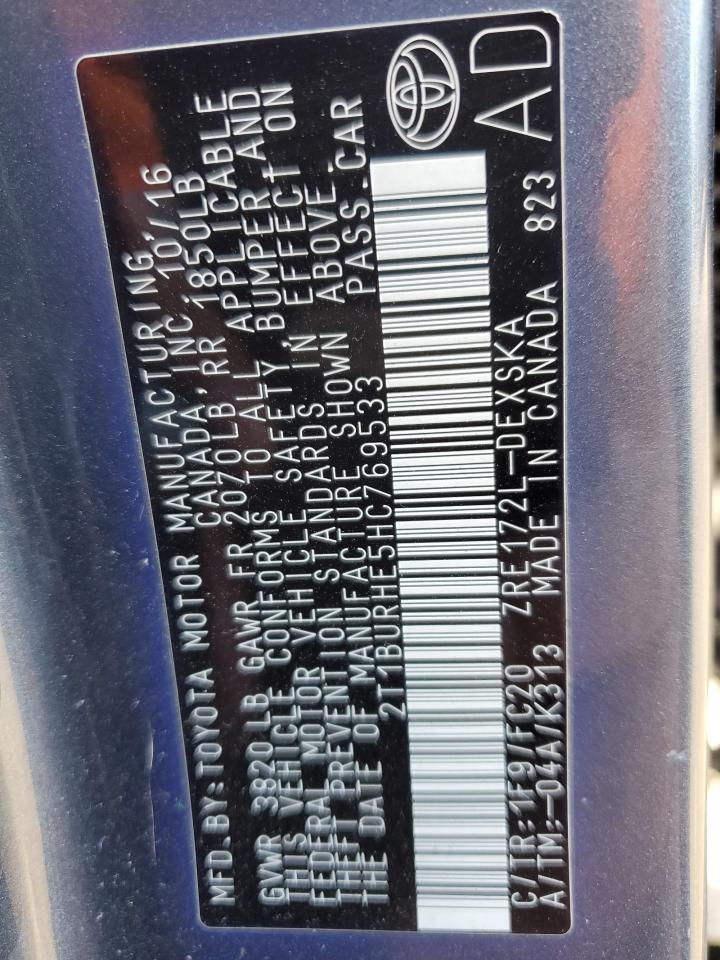 MFD. BY: TOYOTA MOTOR MANUFACTURING,
CANADA, INC. 10/16
GVWR 3820LB GAWR FR 2070LB, RR 1850LB
THIS VEHICLE CONFORMS TO ALL APPLICABLE
FEDERAL MOTOR VEHICLE SAFETY, BUMPER AND
THEFT PREVENTION STANDARDS IN EFFECT ON
THE DATE OF MANUFACTURE SHOWN ABOVE.
2T1BURHE5HC769533 PASS. CAR
C/TR: 1F9/FC20 ZRE172L-DEXSKA
A/TM: -04A/K313 MADE IN CANADA 823
AD